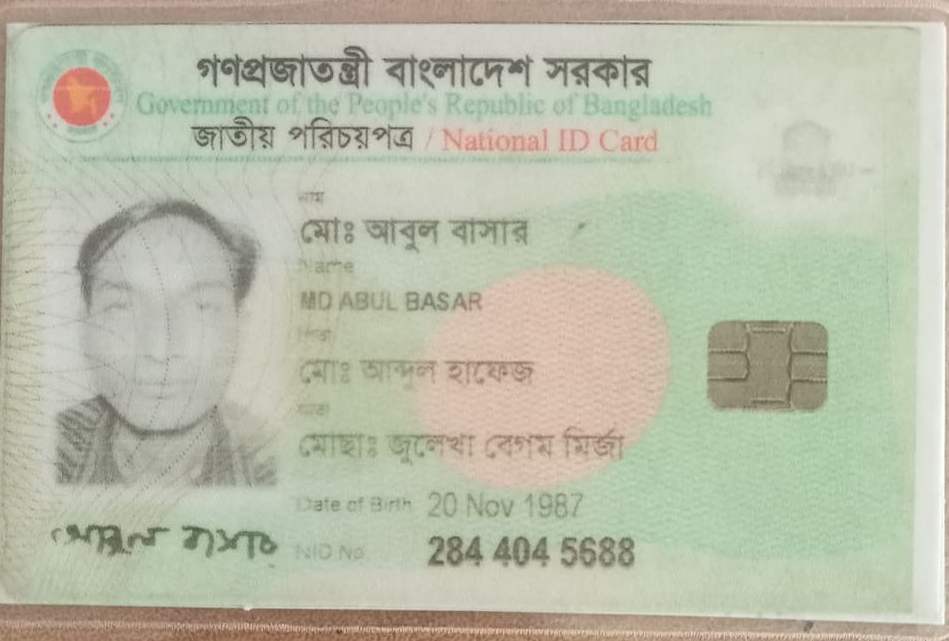 গণপ্রজাতন্ত্রী বাংলাদেশ সরকার
Government of the People's Republic of Bangladesh
জাতীয় পরিচয়পত্র / National ID Card
নাম
মোঃ আবুল বাসার
Name
MD ABUL BASAR
পিতা
মোঃ আব্দুল হাফেজ
মাতা
মোছাঃ জুলেখা বেগম মির্জা
Date of Birth 20 Nov 1987
NID No. 284 404 5688
আবুল বাসার